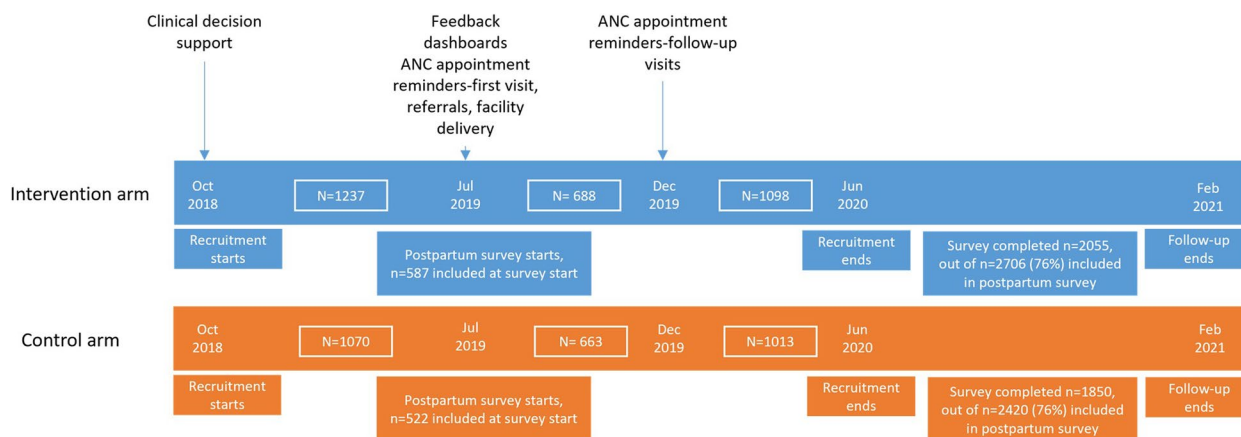 Clinical decision
support
Feedback
dashboards
ANC appointment
reminders-first visit,
referrals, facility
delivery
ANC appointment
reminders-follow-up
visits
Intervention arm
Oct
2018
N=1237
Jul
2019
N= 688
Dec
2019
N=1098
Jun
2020
Feb
2021
Recruitment
starts
Postpartum survey starts,
n=587 included at survey start
Recruitment
ends
Survey completed n=2055,
out of n=2706 (76%) included
in postpartum survey
Follow-up
ends
Control arm
Oct
2018
N=1070
Jul
2019
N= 663
Dec
2019
N=1013
Jun
2020
Feb
2021
Recruitment
starts
Postpartum survey starts,
n=522 included at survey start
Recruitment
ends
Survey completed n=1850,
out of n=2420 (76%) included
in postpartum survey
Follow-up
ends